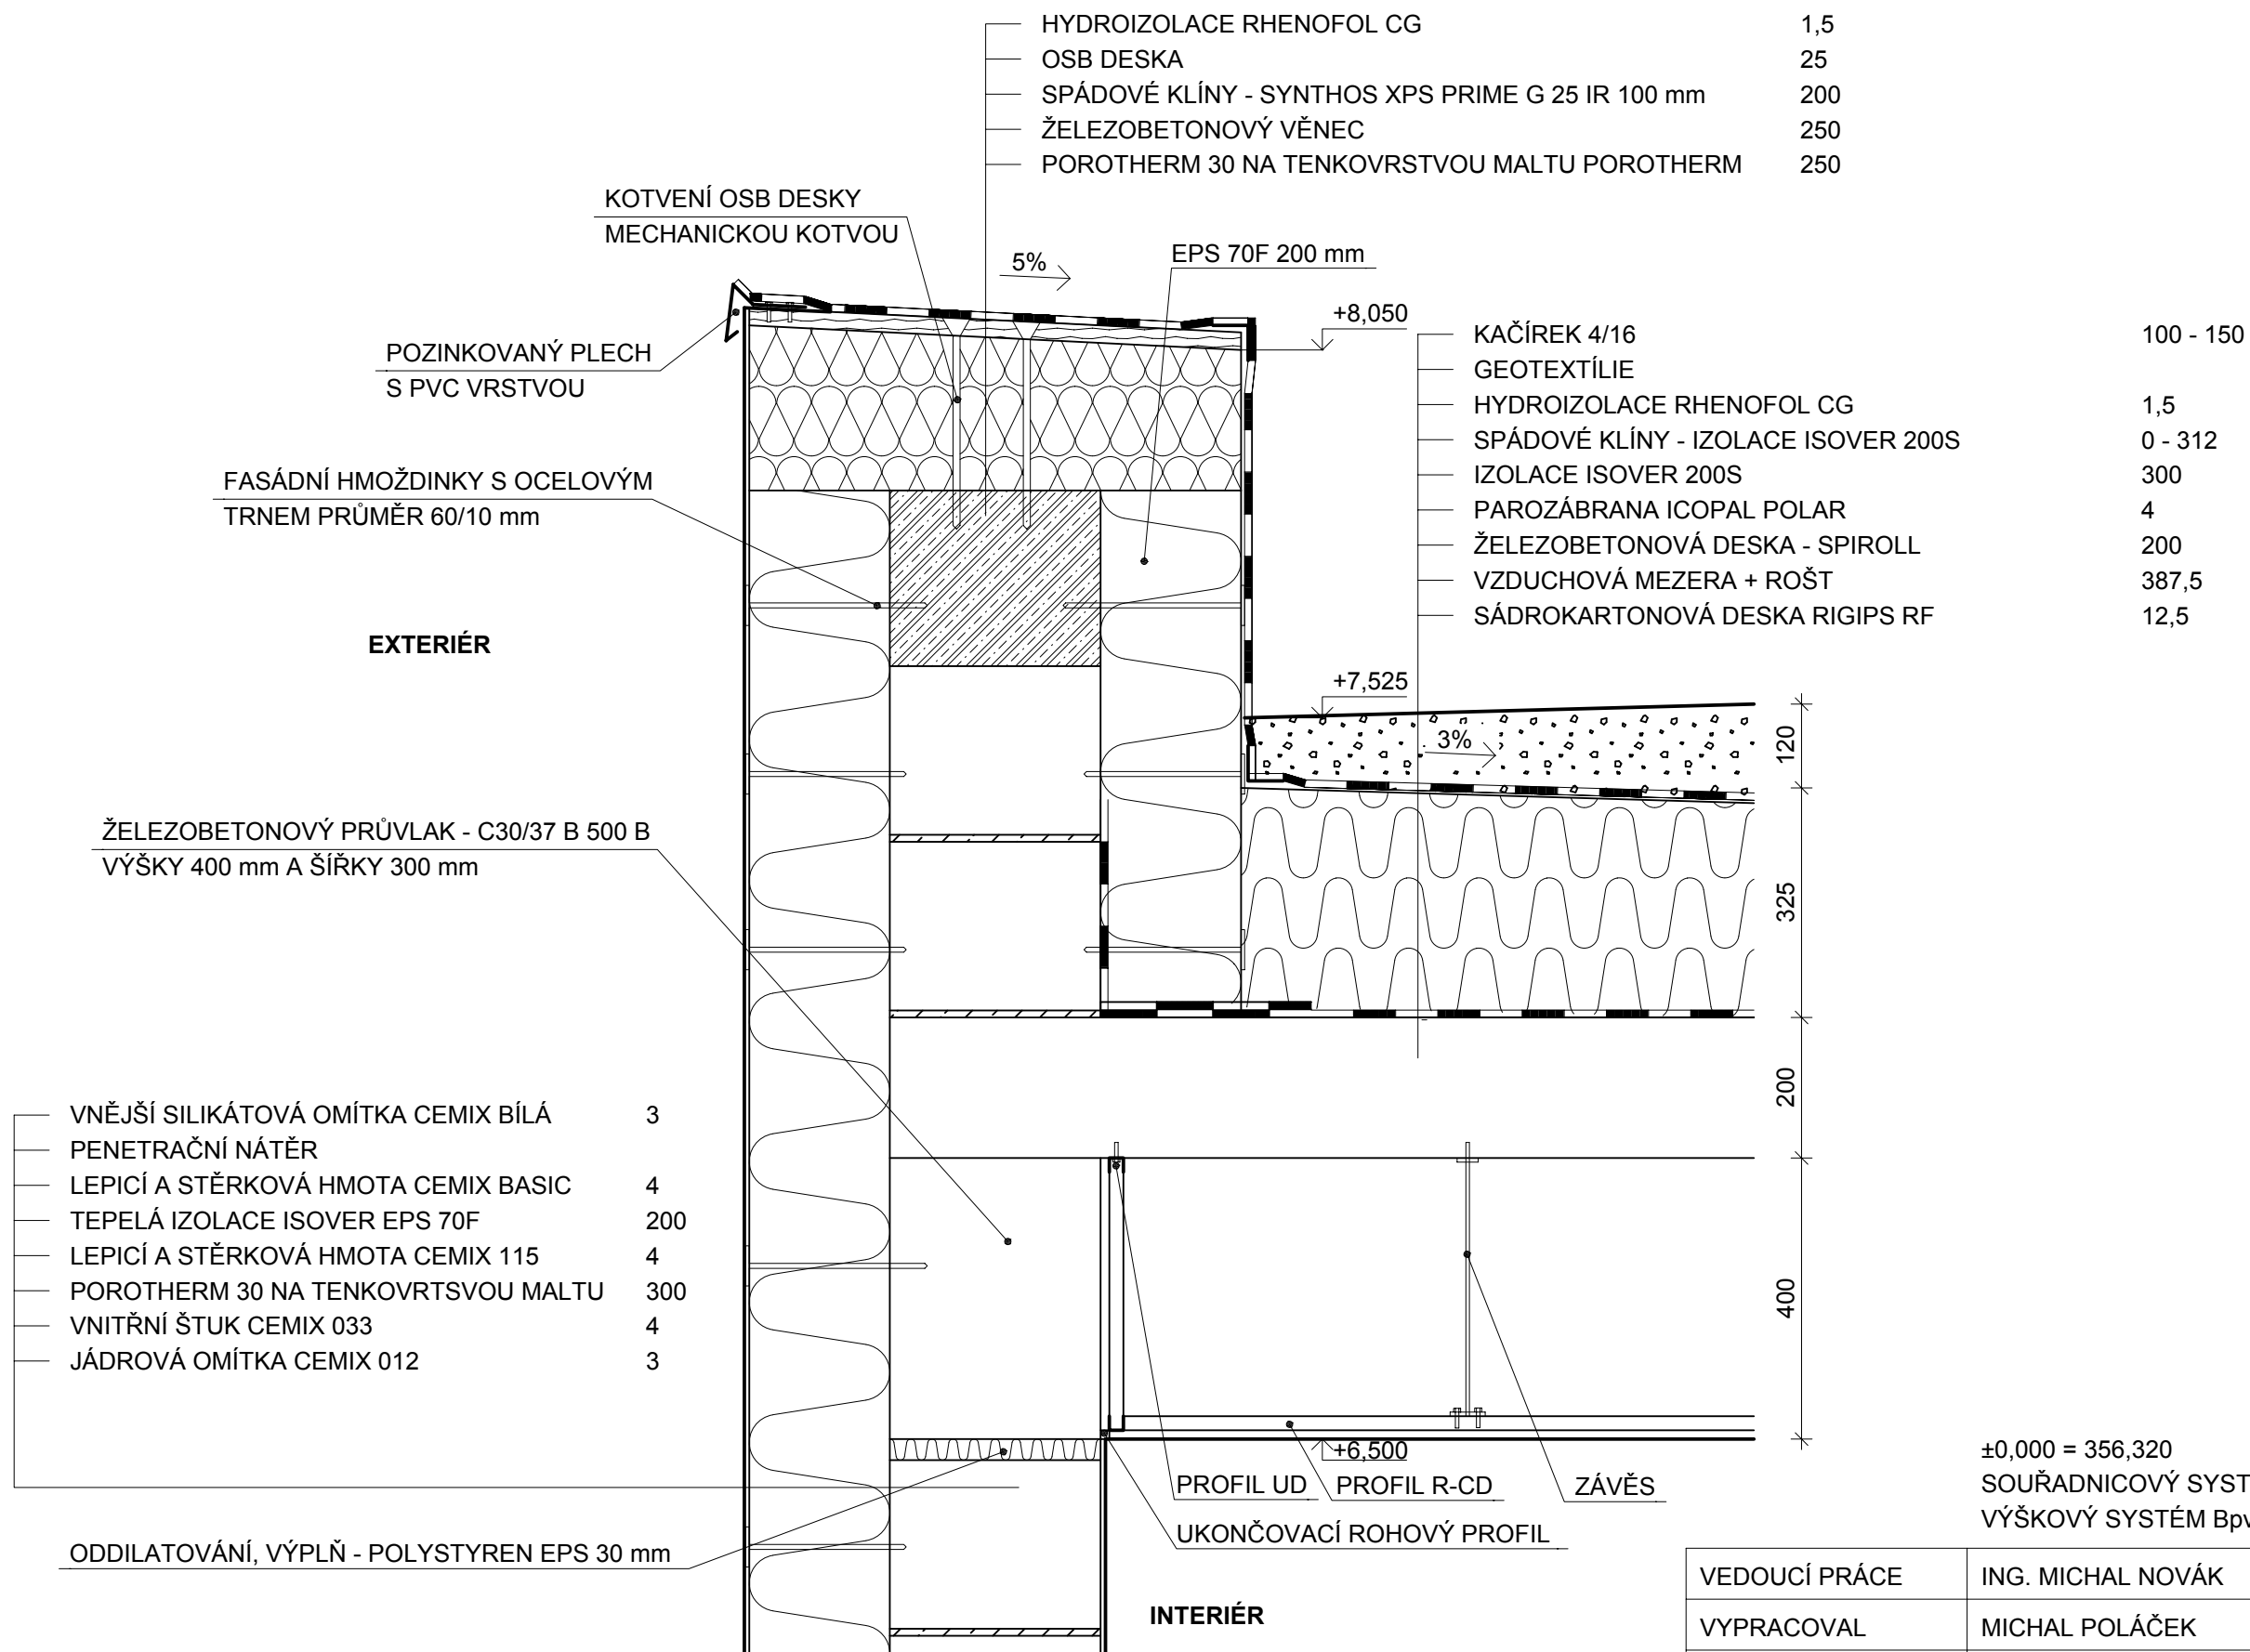 HYDROIZOLACE RHENOFOL CG 1,5
OSB DESKA 25
SPÁDOVÉ KLÍNY - SYNTHOS XPS PRIME G 25 IR 100 mm 200
ŽELEZOBETONOVÝ VĚNEC 250
POROTHERM 30 NA TENKOVRSTVOU MALTU POROTHERM 250
KOTVENÍ OSB DESKY
MECHANICKOU KOTVOU
5%
EPS 70F 200 mm
+8,050
POZINKOVANÝ PLECH
S PVC VRSTVOU
KAČÍREK 4/16 100 - 150
GEOTEXTÍLIE
HYDROIZOLACE RHENOFOL CG 1,5
SPÁDOVÉ KLÍNY - IZOLACE ISOVER 200S 0 - 312
IZOLACE ISOVER 200S 300
PAROZÁBRANA ICOPAL POLAR 4
ŽELEZOBETONOVÁ DESKA - SPIROLL 200
VZDUCHOVÁ MEZERA + ROŠT 387,5
SÁDROKARTONOVÁ DESKA RIGIPS RF 12,5
FASÁDNÍ HMOŽDINKY S OCELOVÝM
TRNEM PRŮMĚR 60/10 mm
EXTERIÉR
+7,525
3%
120
325
200
400
ŽELEZOBETONOVÝ PRŮVLAK - C30/37 B 500 B
VÝŠKY 400 mm A ŠÍŘKY 300 mm
VNĚJŠÍ SILIKÁTOVÁ OMÍTKA CEMIX BÍLÁ 3
PENETRAČNÍ NÁTĚR
LEPICÍ A STĚRKOVÁ HMOTA CEMIX BASIC 4
TEPELÁ IZOLACE ISOVER EPS 70F 200
LEPICÍ A STĚRKOVÁ HMOTA CEMIX 115 4
POROTHERM 30 NA TENKOVRTSVOU MALTU 300
VNITŘNÍ ŠTUK CEMIX 033 4
JÁDROVÁ OMÍTKA CEMIX 012 3
+6,500
PROFIL UD
PROFIL R-CD
ZÁVĚS
UKONČOVACÍ ROHOVÝ PROFIL
ODDILATOVÁNÍ, VÝPLŇ - POLYSTYREN EPS 30 mm
INTERIÉR
±0,000 = 356,320
SOUŘADNICOVÝ SYST
VÝŠKOVÝ SYSTÉM Bpv
VEDOUCÍ PRÁCE ING. MICHAL NOVÁK
VYPRACOVAL MICHAL POLÁČEK